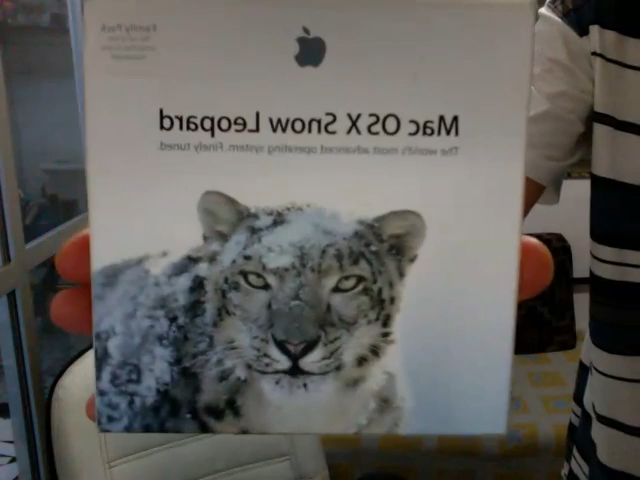 Mac OS X Snow Leopard
The world's most advanced operating system. Finely tuned.
Family Pack